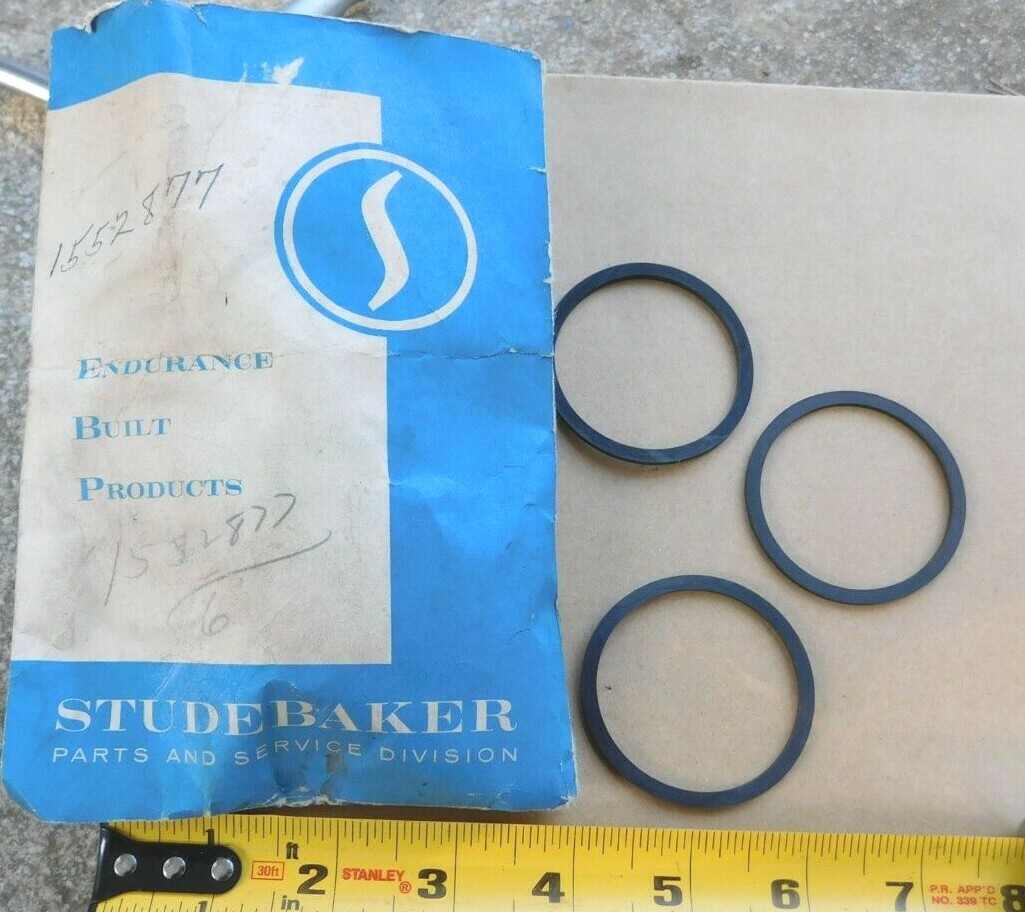 1552877
S
ENDURANCE
BUILT
PRODUCTS
1552877
6
STUDEBAKER
PARTS AND SERVICE DIVISION
1 ft 2 3 4 5 6 7 8
30ft STANLEY® P.R. APP'D
NO. 339 TC
1 in